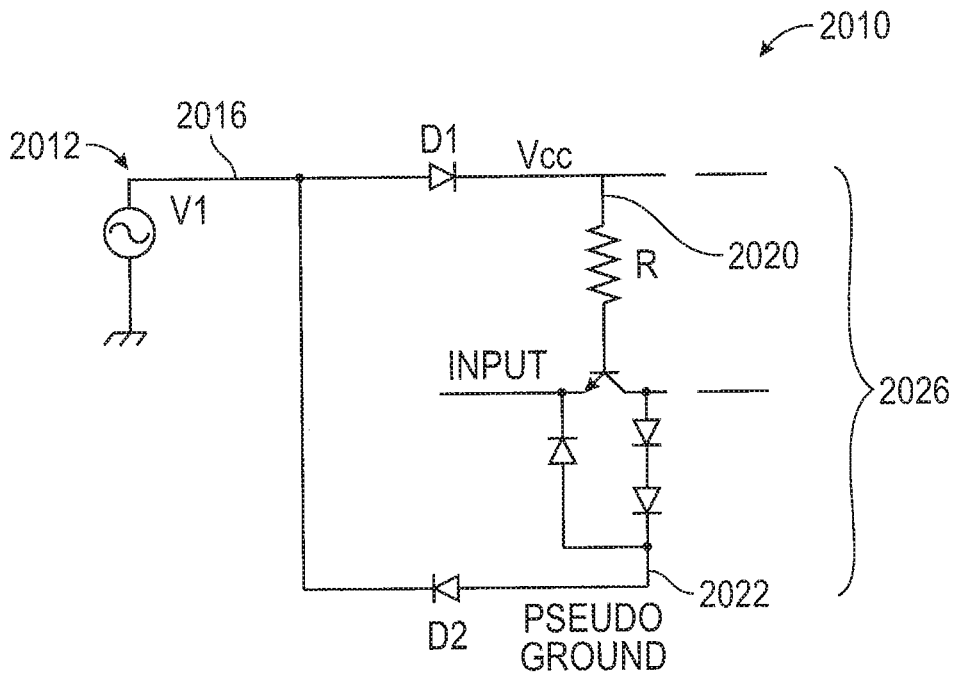 2010
2016
2012
D1
Vcc
V1
2020
R
INPUT
2026
2022
D2
PSEUDO
GROUND